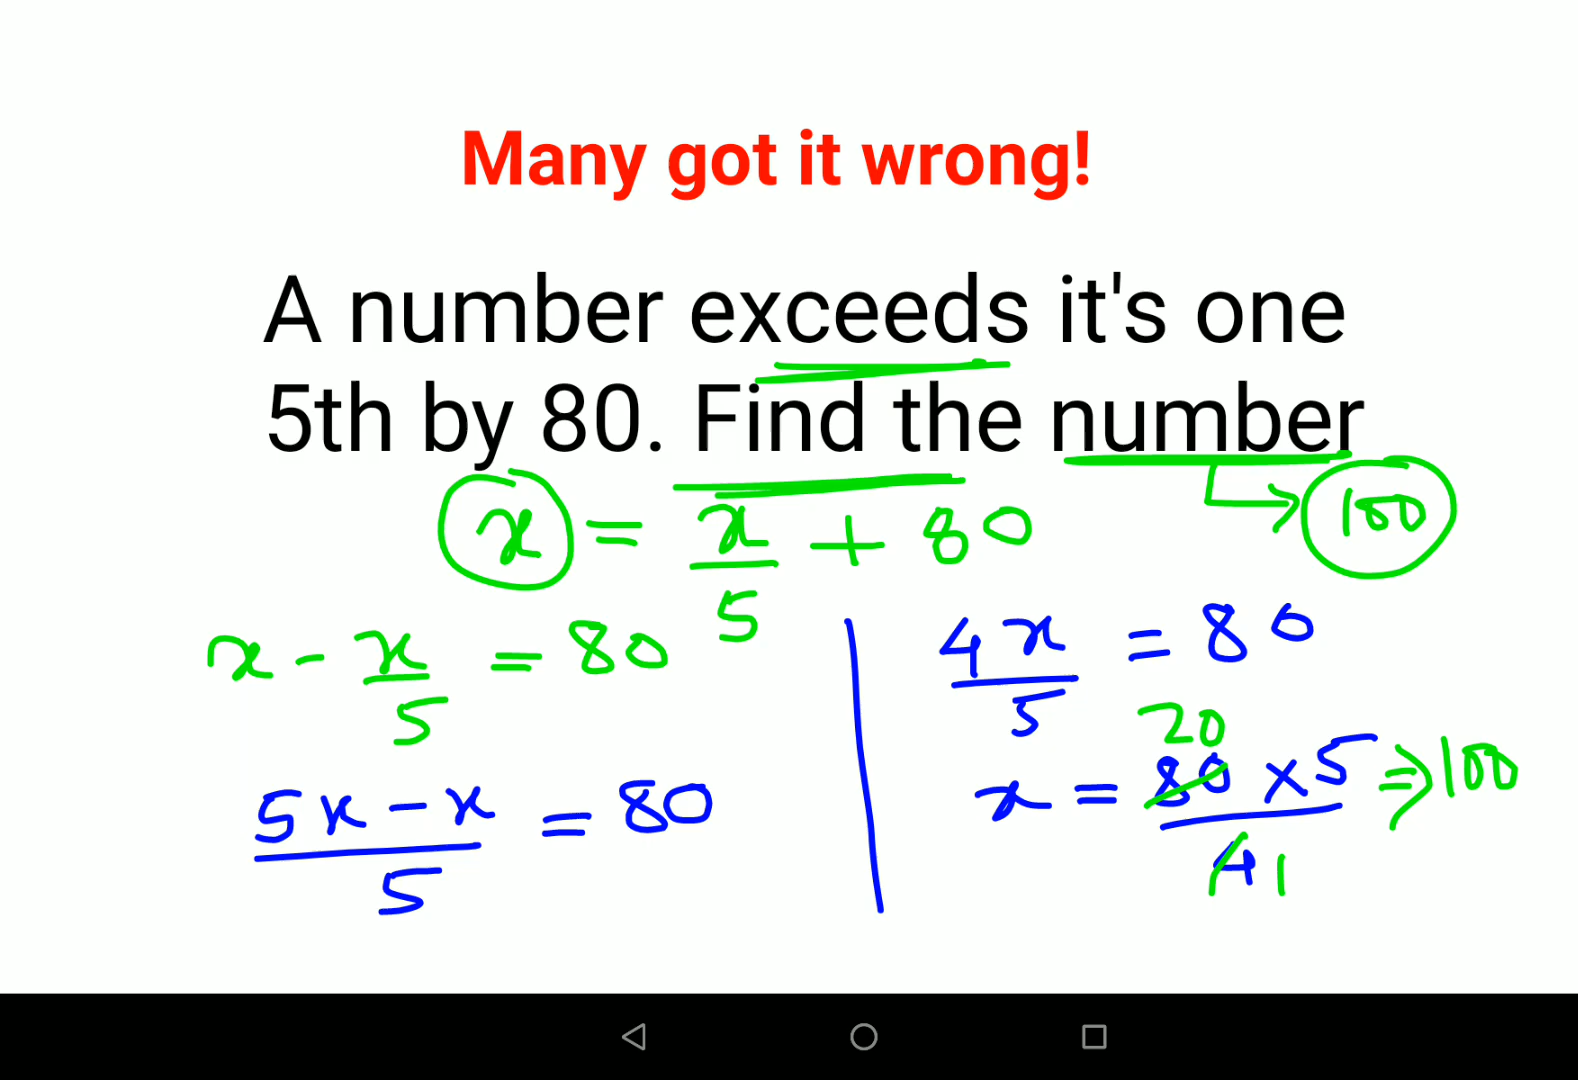 Many got it wrong!
A number exceeds it's one
5th by 80. Find the number
100
x = x/5 + 80
x - x/5 = 80
5x - x/5 = 80
4x/5 = 80
20
x = 80 x 5/4 1 ⇒ 100